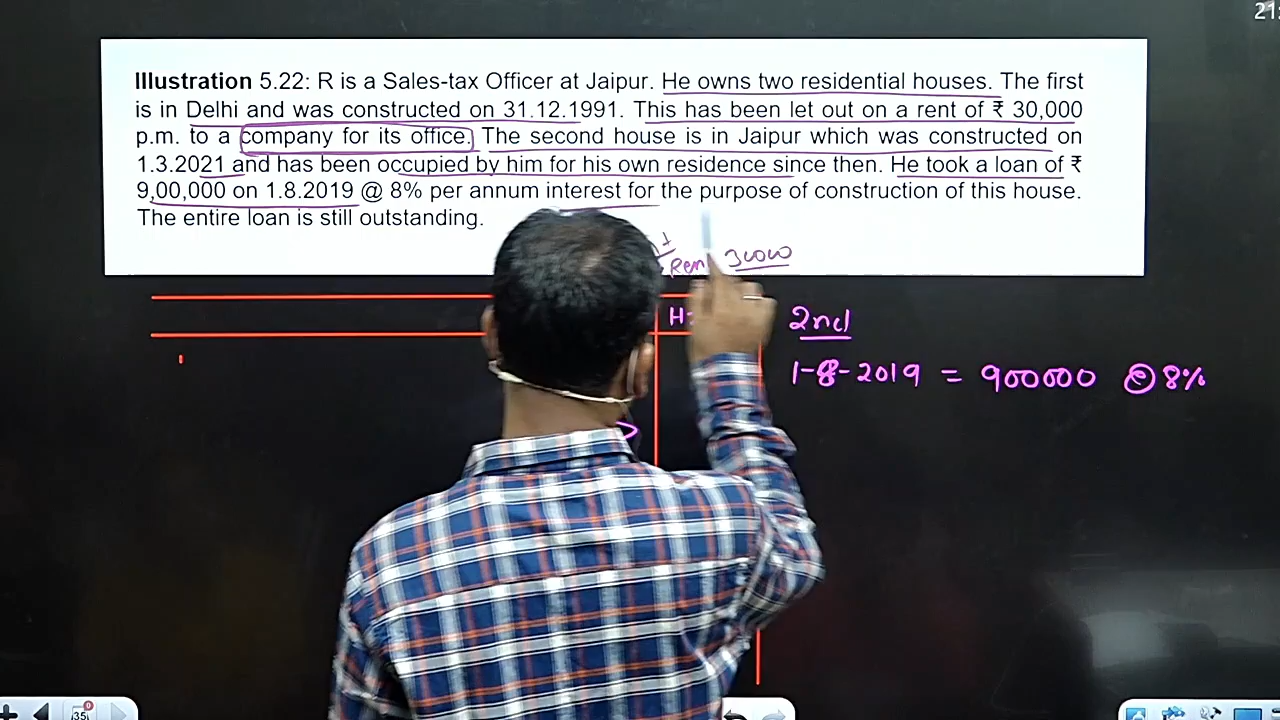 21
Illustration 5.22: R is a Sales-tax Officer at Jaipur. He owns two residential houses. The first
is in Delhi and was constructed on 31.12.1991. This has been let out on a rent of ₹ 30,000
p.m. to a company for its office. The second house is in Jaipur which was constructed on
1.3.2021 and has been occupied by him for his own residence since then. He took a loan of ₹
9,00,000 on 1.8.2019 @ 8% per annum interest for the purpose of construction of this house.
The entire loan is still outstanding.
Ren 30000
H 2nd
1-8-2019 = 900000 @ 8%
35